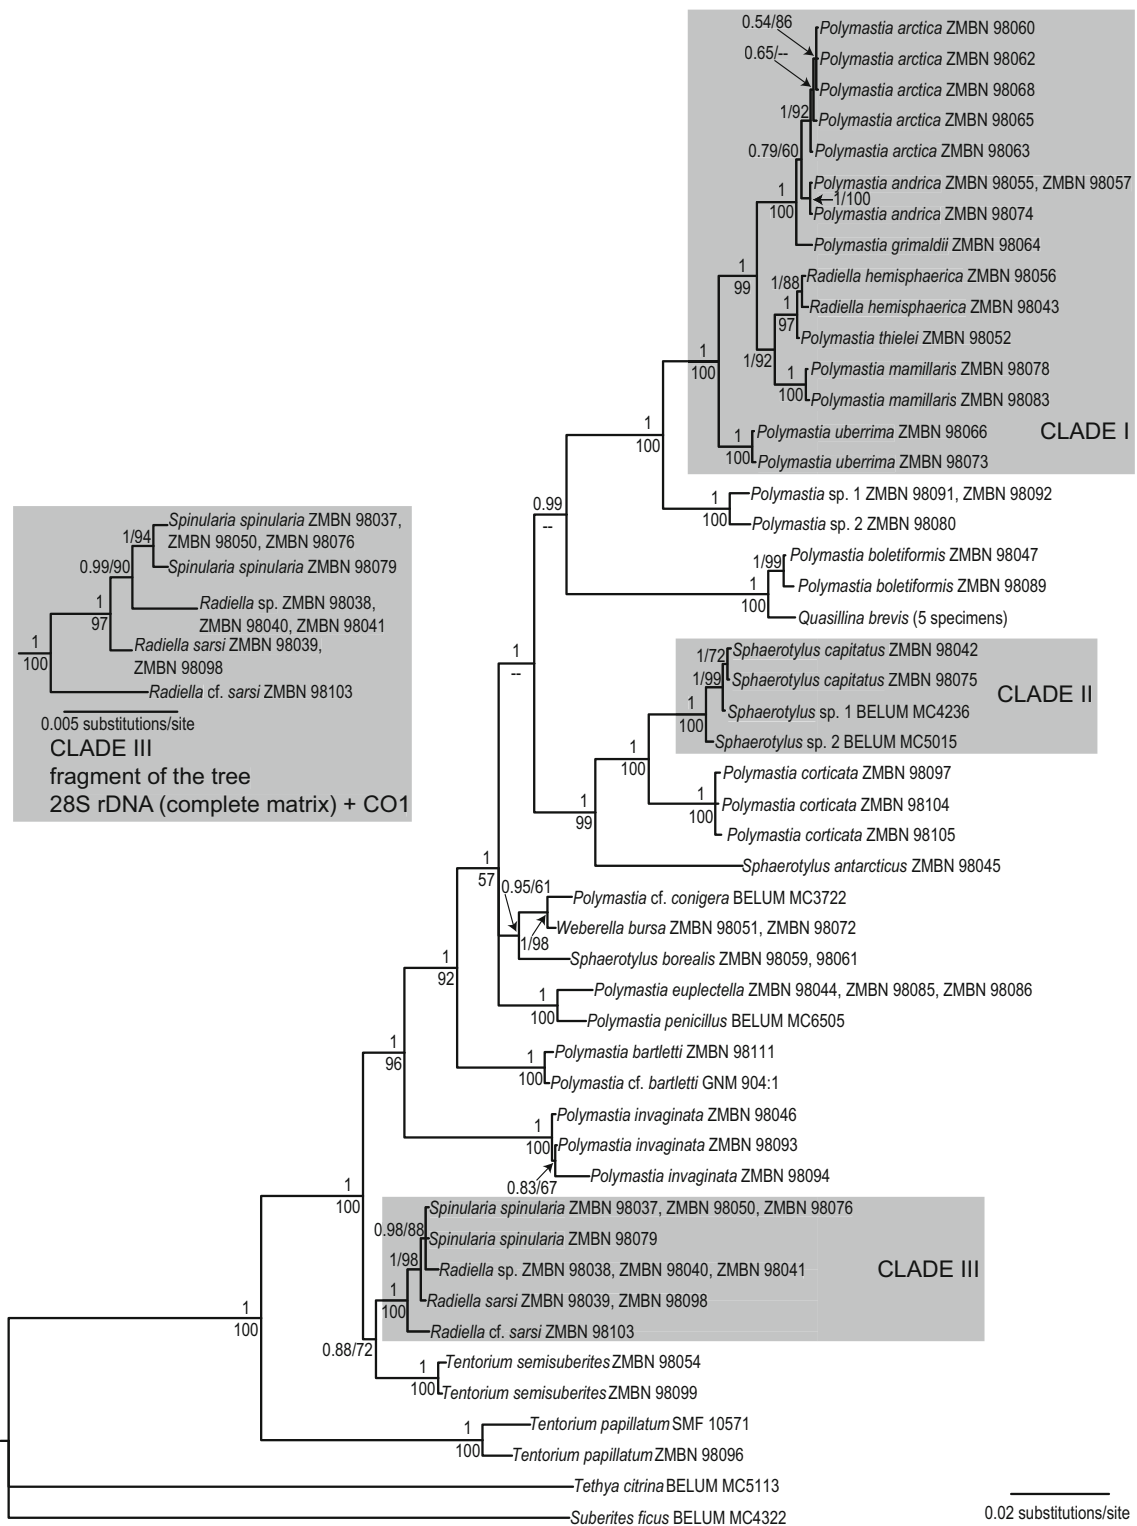 0.54/86
Polymastia arctica ZMBN 98060
0.65/--
Polymastia arctica ZMBN 98062
Polymastia arctica ZMBN 98068
1/92
Polymastia arctica ZMBN 98065
0.79/60
Polymastia arctica ZMBN 98063
Polymastia andrica ZMBN 98055, ZMBN 98057
1/100
1
100
Polymastia andrica ZMBN 98074
Polymastia grimaldii ZMBN 98064
1
99
Radiella hemisphaerica ZMBN 98056
1/88
Radiella hemisphaerica ZMBN 98043
1
97
Polymastia thielei ZMBN 98052
1/92
1
100
Polymastia mamillaris ZMBN 98078
1
100
Polymastia mamillaris ZMBN 98083
Polymastia uberrima ZMBN 98066
CLADE I
1
100
Polymastia uberrima ZMBN 98073
1
100
Polymastia sp. 1 ZMBN 98091, ZMBN 98092
1
100
Polymastia sp. 2 ZMBN 98080
0.99
--
Polymastia boletiformis ZMBN 98047
1/99
Polymastia boletiformis ZMBN 98089
1
100
Quasillina brevis (5 specimens)
Spinularia spinularia ZMBN 98037,
ZMBN 98050, ZMBN 98076
1/94
Spinularia spinularia ZMBN 98079
0.99/90
Radiella sp. ZMBN 98038,
ZMBN 98040, ZMBN 98041
1
97
Radiella sarsi ZMBN 98039,
ZMBN 98098
1
100
Radiella cf. sarsi ZMBN 98103
0.005 substitutions/site
CLADE III
fragment of the tree
28S rDNA (complete matrix) + CO1
1
--
Sphaerotylus capitatus ZMBN 98042
1/72
Sphaerotylus capitatus ZMBN 98075
1/99
CLADE II
Sphaerotylus sp. 1 BELUM MC4236
1
100
Sphaerotylus sp. 2 BELUM MC5015
1
100
Polymastia corticata ZMBN 98097
Polymastia corticata ZMBN 98104
1
100
Polymastia corticata ZMBN 98105
1
99
Sphaerotylus antarcticus ZMBN 98045
1
57
0.95/61
Polymastia cf. conigera BELUM MC3722
Weberella bursa ZMBN 98051, ZMBN 98072
1/98
Sphaerotylus borealis ZMBN 98059, 98061
1
92
Polymastia euplectella ZMBN 98044, ZMBN 98085, ZMBN 98086
1
100
Polymastia penicillus BELUM MC6505
1
96
Polymastia bartletti ZMBN 98111
1
100
Polymastia cf. bartletti GNM 904:1
Polymastia invaginata ZMBN 98046
1
100
Polymastia invaginata ZMBN 98093
Polymastia invaginata ZMBN 98094
0.83/67
1
100
Spinularia spinularia ZMBN 98037, ZMBN 98050, ZMBN 98076
0.98/88
Spinularia spinularia ZMBN 98079
1/98
Radiella sp. ZMBN 98038, ZMBN 98040, ZMBN 98041
CLADE III
1
100
Radiella sarsi ZMBN 98039, ZMBN 98098
Radiella cf. sarsi ZMBN 98103
0.88/72
Tentorium semisuberites ZMBN 98054
1
100
Tentorium semisuberites ZMBN 98099
1
100
Tentorium papillatum SMF 10571
1
100
Tentorium papillatum ZMBN 98096
Tethya citrina BELUM MC5113
Suberites ficus BELUM MC4322
0.02 substitutions/site